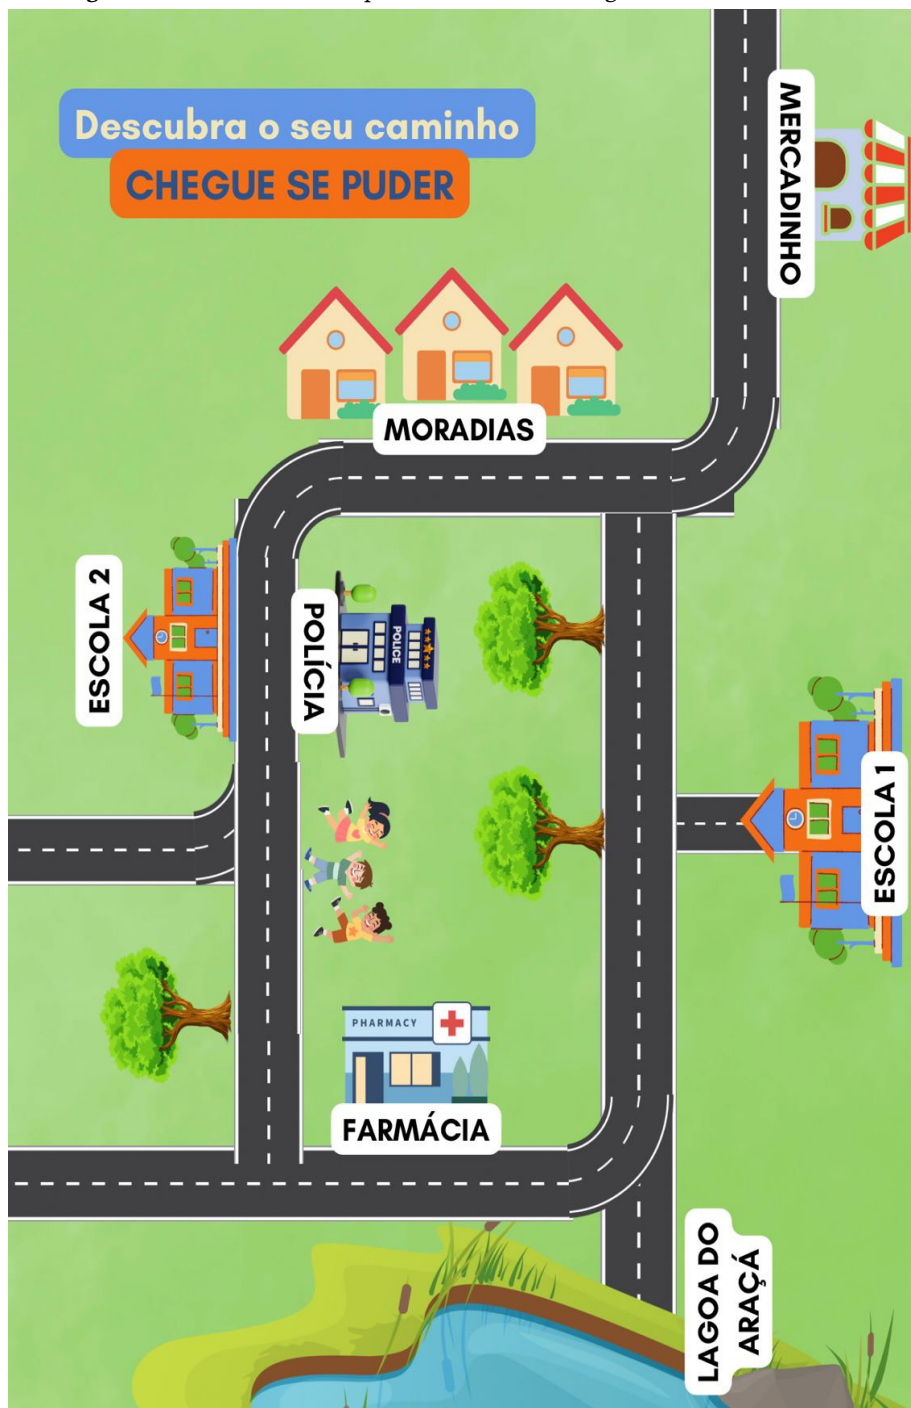 Descubra o seu caminho
CHEGUE SE PUDER
MERCADINHO
MORADIAS
ESCOLA 2
POLÍCIA
POLICE
ESCOLA 1
PHARMACY
FARMÁCIA
LAGOA DO
ARAÇÁ